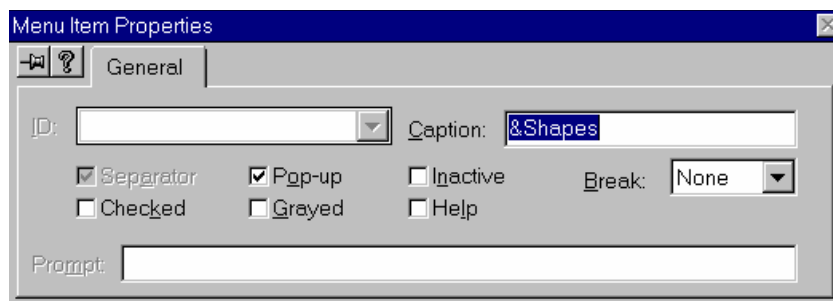 Menu Item Properties
General
ID: Caption: &Shapes
Separator Pop-up Inactive Break: None
Checked Grayed Help
Prompt: